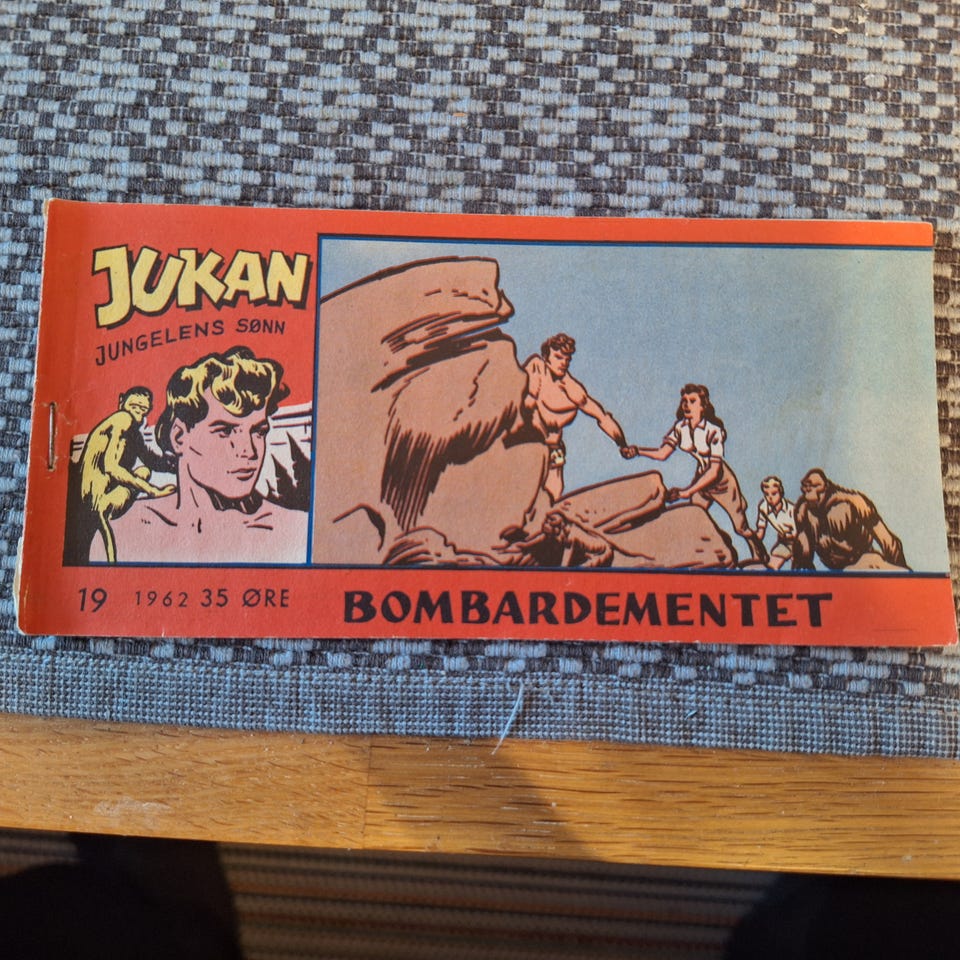 JUKAN
JUNGELENS SØNN
19 1962 35 ØRE
BOMBARDEMENTET